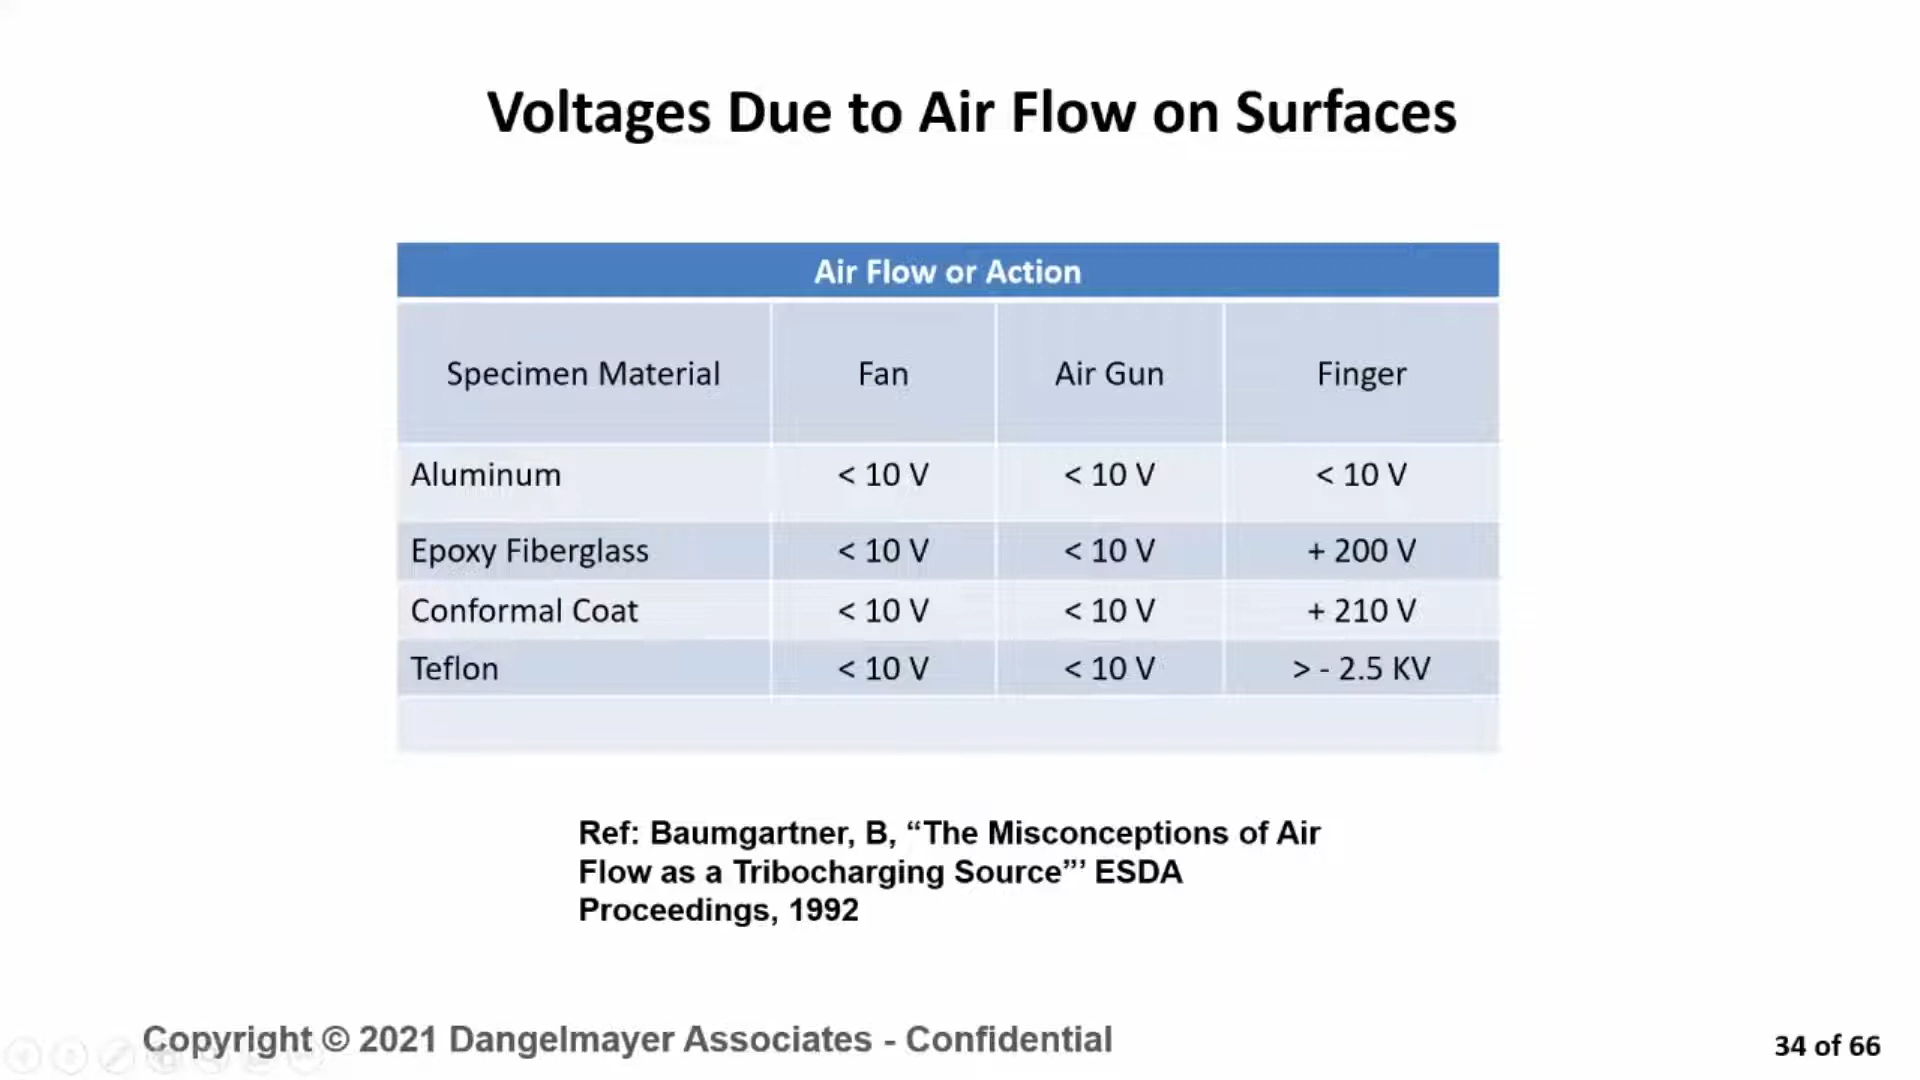 Voltages Due to Air Flow on Surfaces
Air Flow or Action
Specimen Material Fan Air Gun Finger
Aluminum < 10 V < 10 V < 10 V
Epoxy Fiberglass < 10 V < 10 V + 200 V
Conformal Coat < 10 V < 10 V + 210 V
Teflon < 10 V < 10 V > - 2.5 KV
Ref: Baumgartner, B, “The Misconceptions of Air
Flow as a Tribocharging Source”’ ESDA
Proceedings, 1992
Copyright © 2021 Dangelmayer Associates - Confidential
34 of 66